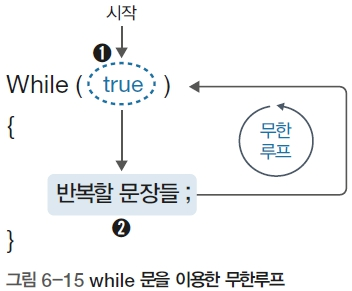 시작
❶
While ( true )
{
무한
루프
반복할 문장들 ;
❷
}
그림 6-15 while 문을 이용한 무한루프